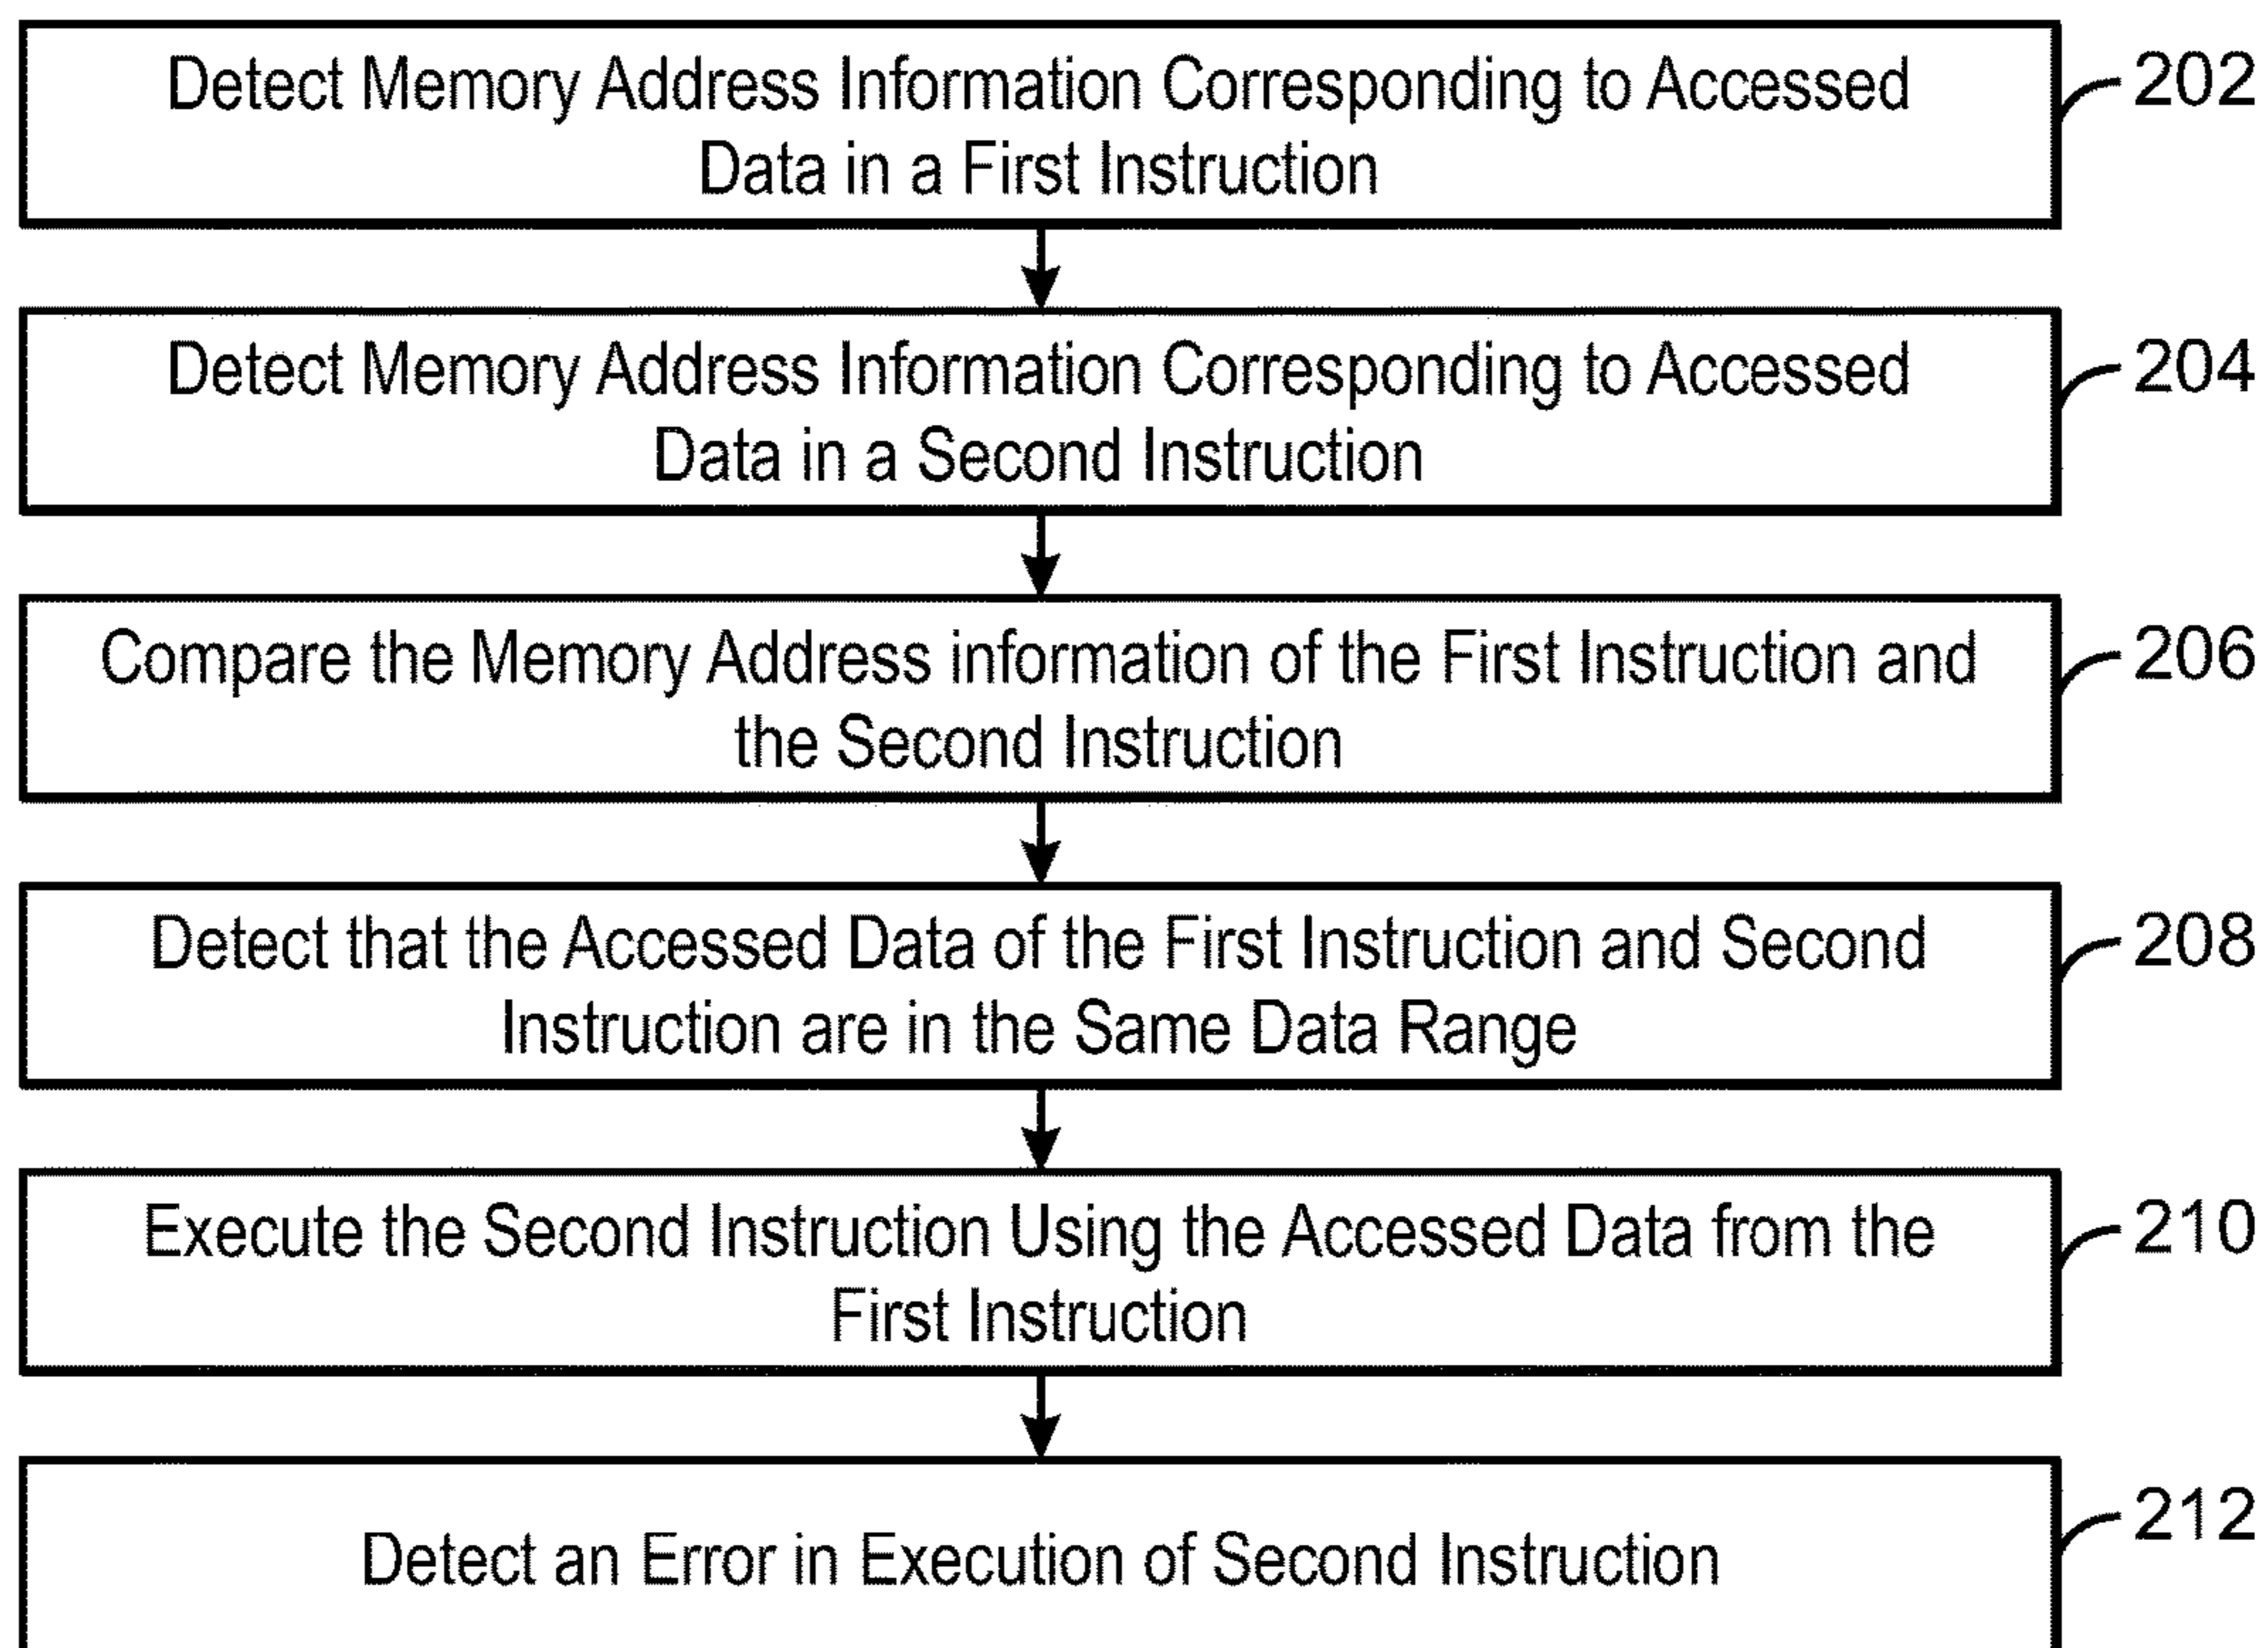 Detect Memory Address Information Corresponding to Accessed
Data in a First Instruction
202
Detect Memory Address Information Corresponding to Accessed
Data in a Second Instruction
204
Compare the Memory Address information of the First Instruction and
the Second Instruction
206
Detect that the Accessed Data of the First Instruction and Second
Instruction are in the Same Data Range
208
Execute the Second Instruction Using the Accessed Data from the
First Instruction
210
Detect an Error in Execution of Second Instruction
212